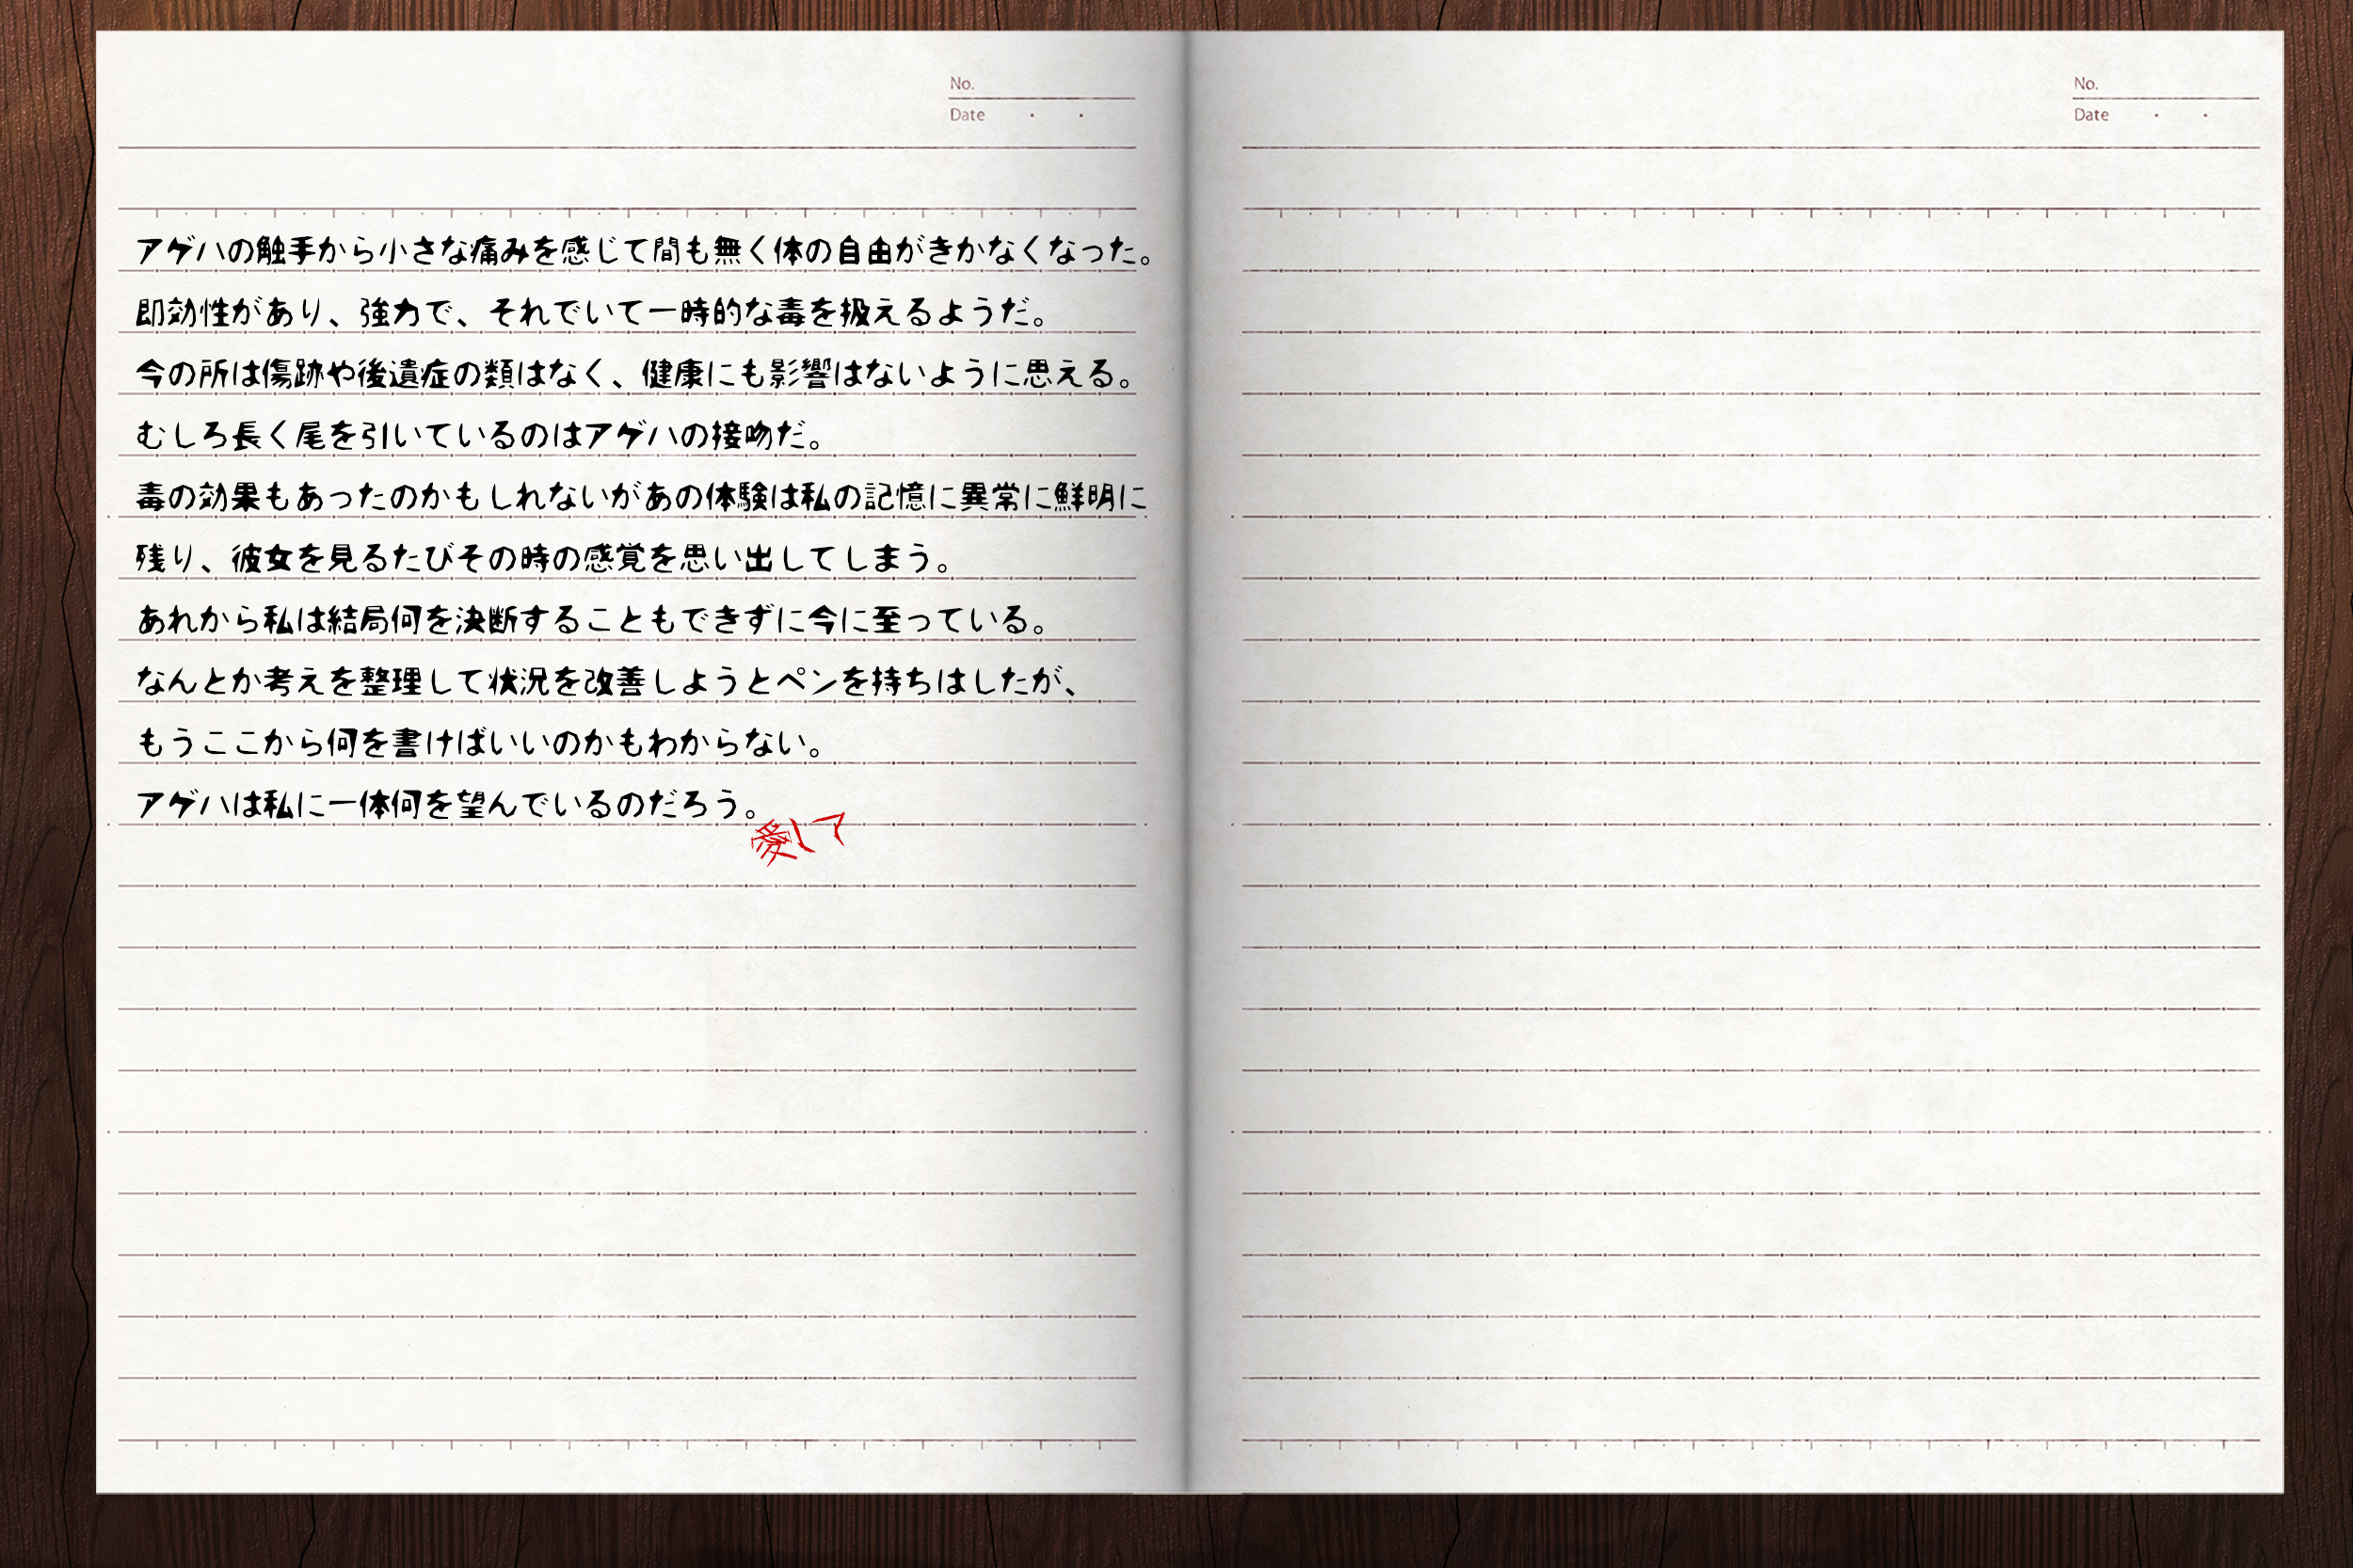 No.
Date
アゲハの触手から小さな痛みを感じて間も無く体の自由がきかなくなった。
即効性があり、強力で、それでいて一時的な毒を扱えるようだ。
今の所は傷跡や後遺症の類はなく、健康にも影響はないように思える。
むしろ長く尾を引いているのはアゲハの接吻だ。
毒の効果もあったのかもしれないがあの体験は私の記憶に異常に鮮明に
残り、彼女を見るたびその時の感覚を思い出してしまう。
あれから私は結局何を決断することもできずに今に至っている。
なんとか考えを整理して状況を改善しようとペンを持ちはしたが、
もうここから何を書けばいいのかもわからない。
アゲハは私に一体何を望んでいるのだろう。
愛して
No.
Date